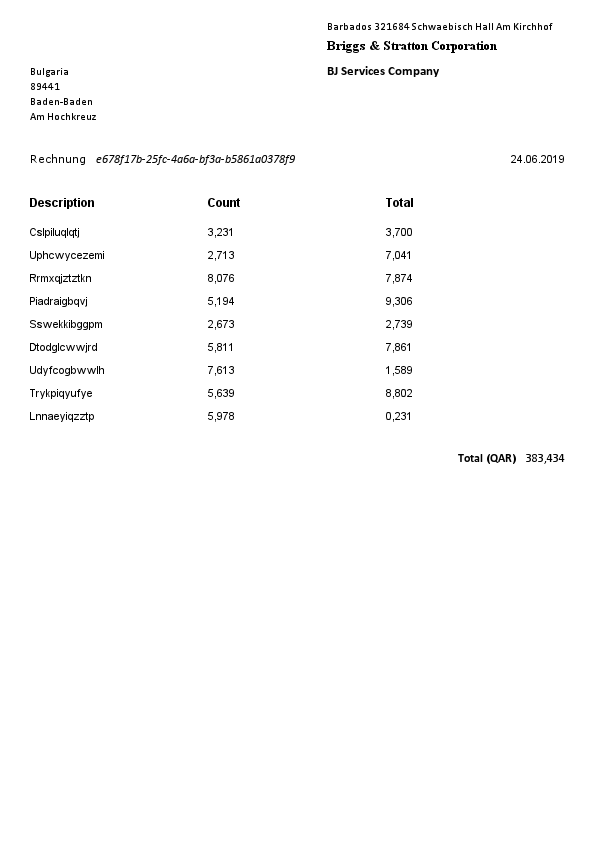 Barbados 321684 Schwaebisch Hall Am Kirchhof
Briggs & Stratton Corporation
BJ Services Company
Bulgaria
89441
Baden-Baden
Am Hochkreuz
Rechnung e678f17b-25fc-4a6a-bf3a-b5861a0378f9 24.06.2019
Description Count Total
Cslpiluqlqtj 3,231 3,700
Uphcwycezemi 2,713 7,041
Rrmxqjztztkn 8,076 7,874
Piadraigbqvj 5,194 9,306
Sswekkibggpm 2,673 2,739
Dtodglcwwjrd 5,811 7,861
Udyfcogbwwlh 7,613 1,589
Trykpiqyufye 5,639 8,802
Lnnaeyiqzztp 5,978 0,231
Total (QAR) 383,434